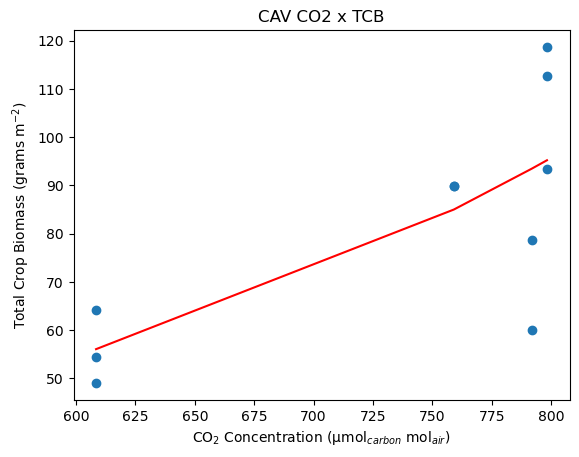 CAV CO2 x TCB
120
110
100
90
80
70
60
50
Total Crop Biomass (grams m⁻²)
600 625 650 675 700 725 750 775 800
CO₂ Concentration (μmol_carbon mol_air)